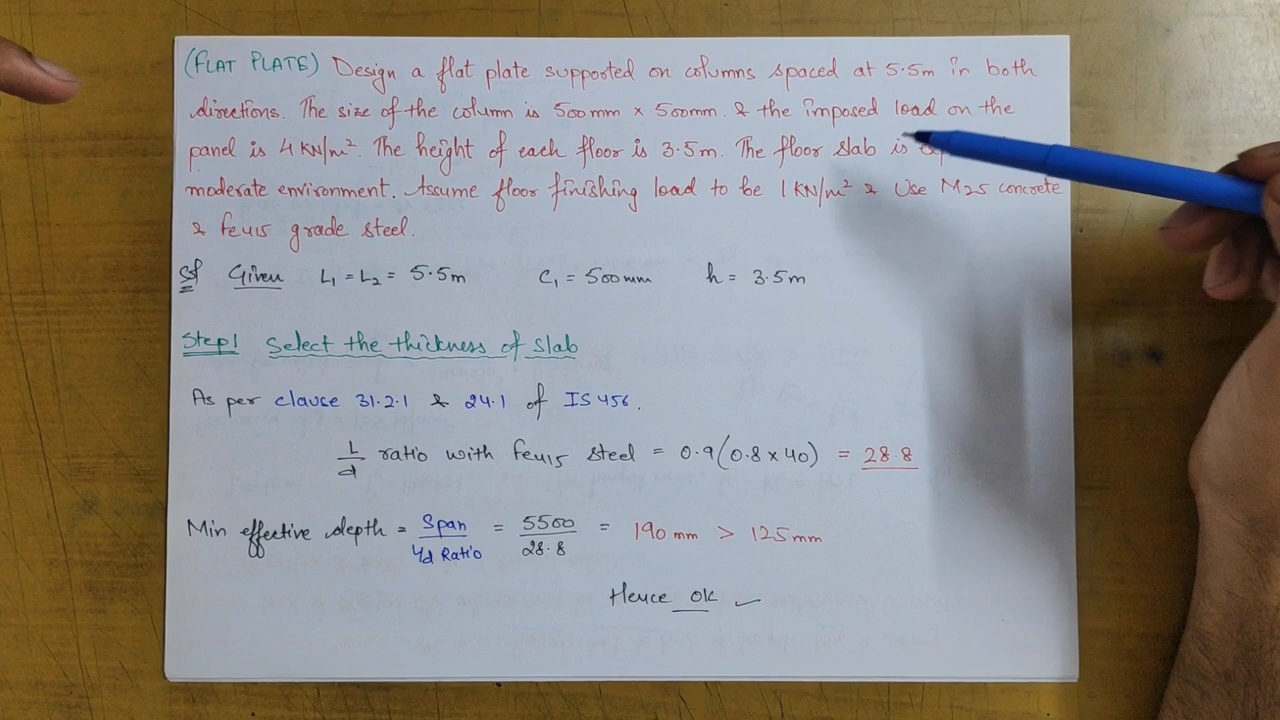 (FLAT PLATE) Design a flat plate supported on columns spaced at 5.5m in both
directions. The size of the column is 500mm × 500mm. & the imposed load on the
panel is 4 KN/m². The height of each floor is 3.5m. The floor slab is
moderate environment. Assume floor finishing load to be 1 KN/m² & Use M25 concrete
& fe415 grade steel.
Sol Given L₁ = L₂ = 5.5m C₁ = 500mm h = 3.5m
Step1 Select the thickness of slab
As per clause 31.2.1 & 24.1 of IS 456.
L/d ratio with fe415 steel = 0.9(0.8 × 40) = 28.8
Min effective depth = Span / L/d Ratio = 5500 / 28.8 = 190 mm > 125mm
Hence ok ✓